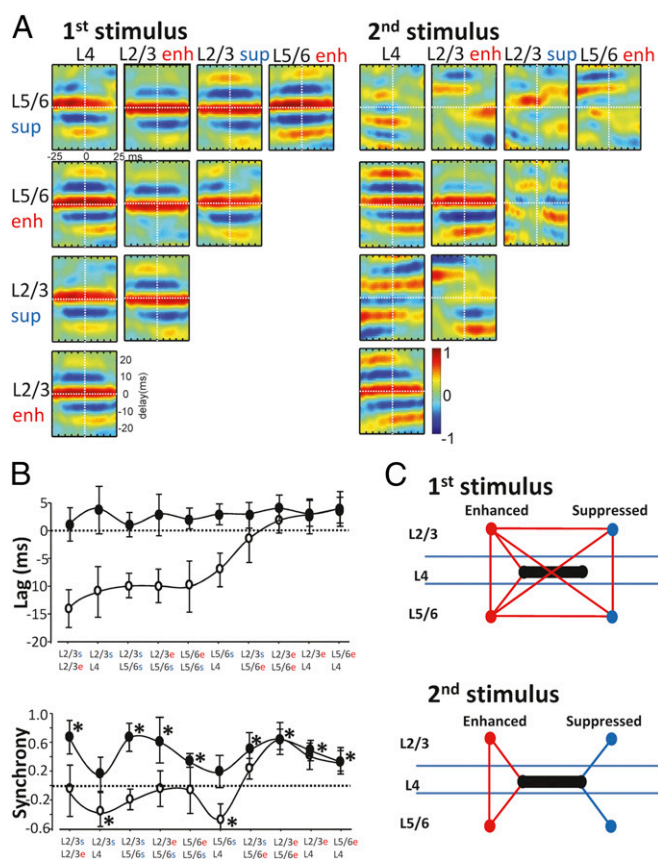 A
1st stimulus
2nd stimulus
L4 L2/3 enh L2/3 sup L5/6 enh
L4 L2/3 enh L2/3 sup L5/6 enh
L5/6 sup
-25 0 25 ms
L5/6 enh
L2/3 sup
L2/3 enh
20
10
0
-10
-20
delay(ms)
1
0
-1
B
Lag (ms)
5
0
-5
-10
-15
-20
L2/3s L2/3s L2/3s L2/3e L5/6e L5/6s L2/3s L2/3e L2/3e L5/6e
L2/3e L4 L5/6s L5/6s L5/6s L4 L5/6e L5/6e L4 L4
Synchrony
1.0
0.6
0.2
-0.2
-0.6
* * * * * * * * * *
L2/3s L2/3s L2/3s L2/3e L5/6e L5/6s L2/3s L2/3e L2/3e L5/6e
L2/3e L4 L5/6s L5/6s L5/6s L4 L5/6e L5/6e L4 L4
C
1st stimulus
Enhanced Suppressed
L2/3
L4
L5/6
2nd stimulus
Enhanced Suppressed
L2/3
L4
L5/6